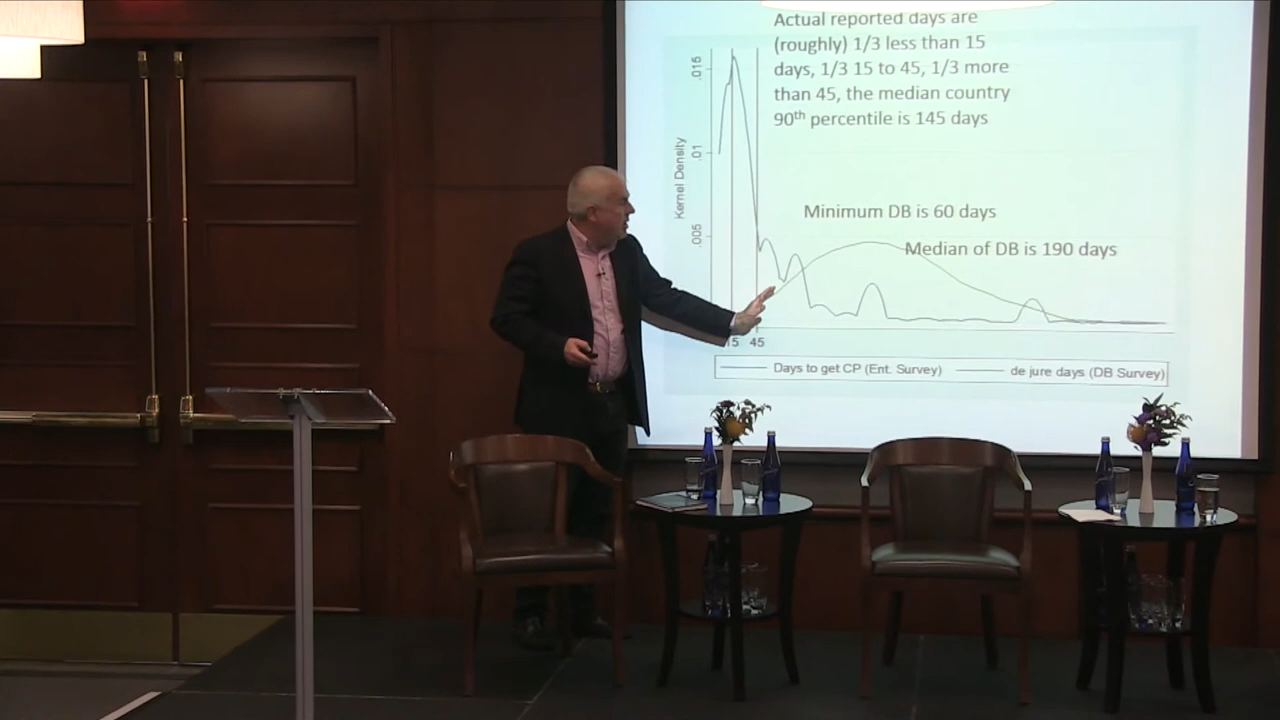 Actual reported days are
(roughly) 1/3 less than 15
days, 1/3 15 to 45, 1/3 more
than 45, the median country
90th percentile is 145 days
.015
.01
.005
Kernel Density
Minimum DB is 60 days
Median of DB is 190 days
15 45
Days to get CP (Ent. Survey)
de jure days (DB Survey)